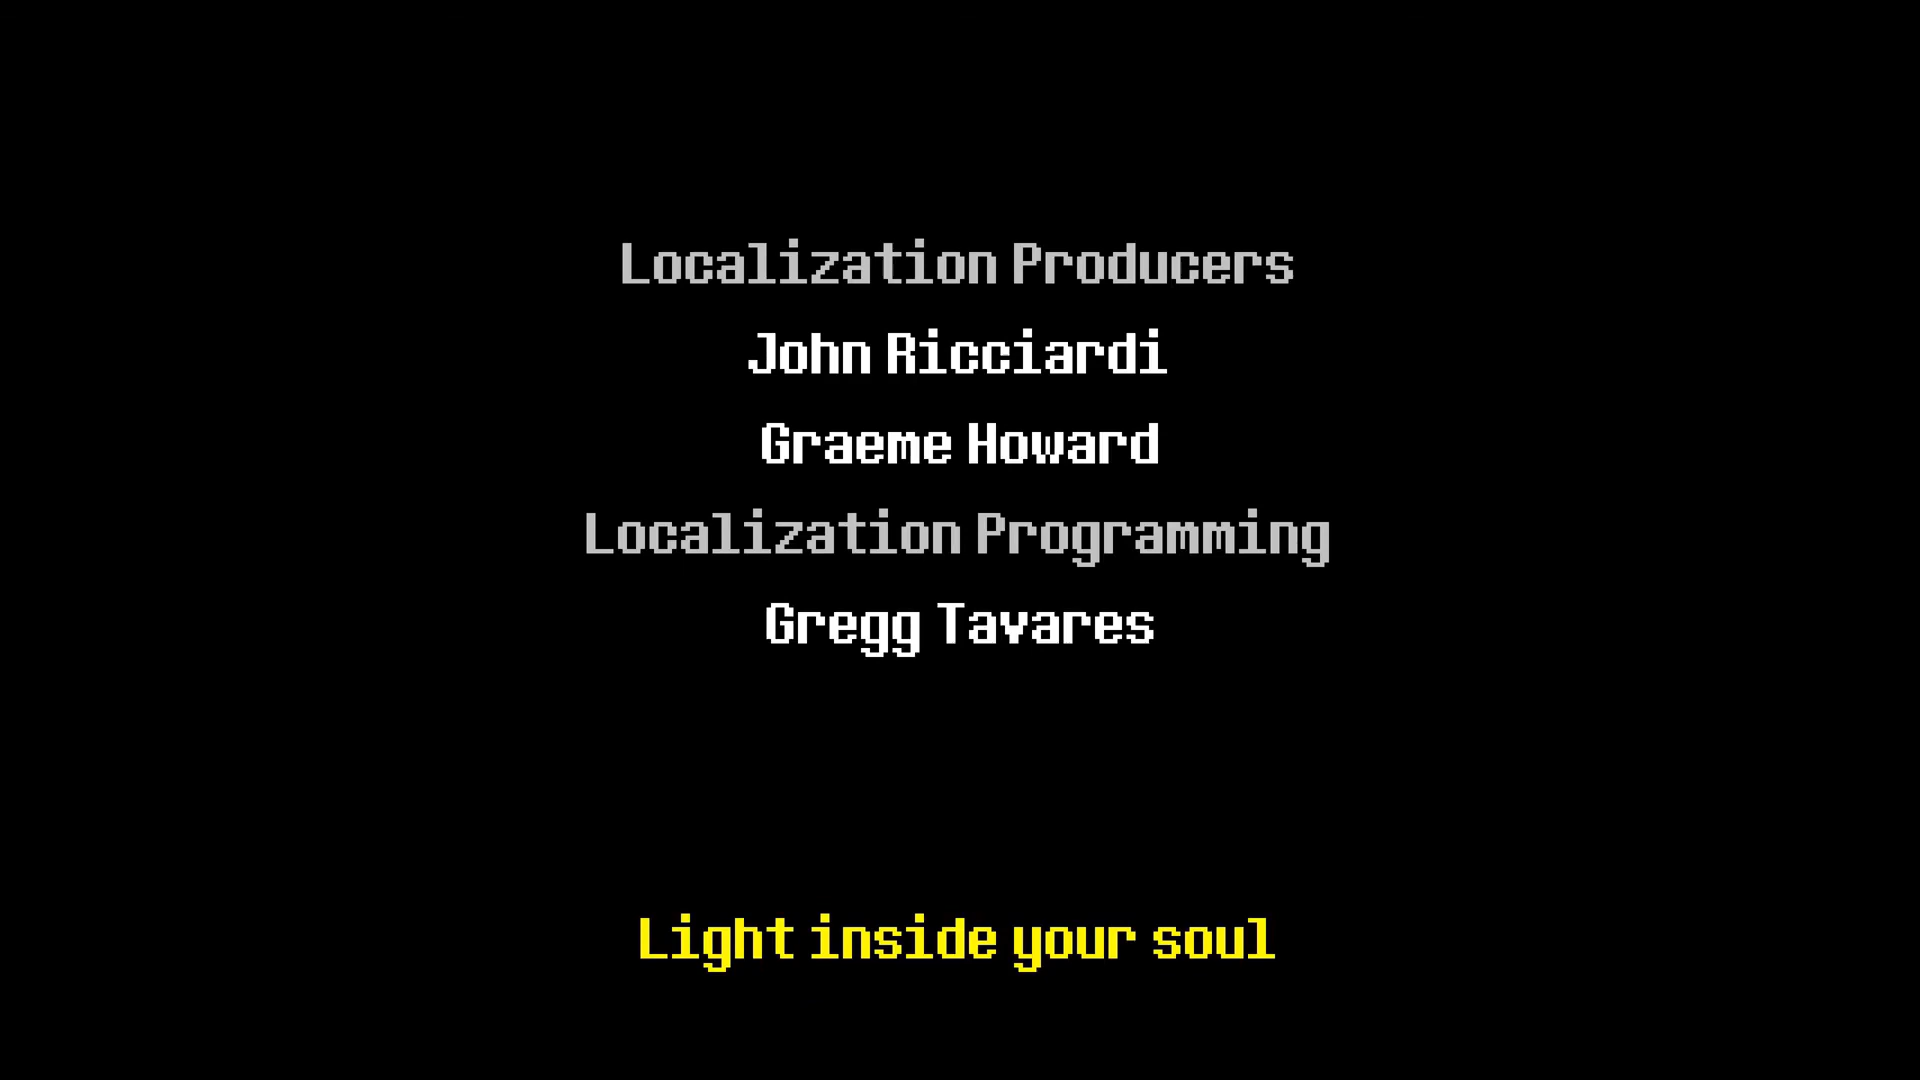 Localization Producers
John Ricciardi
Graeme Howard
Localization Programming
Gregg Tavares
Light inside your soul